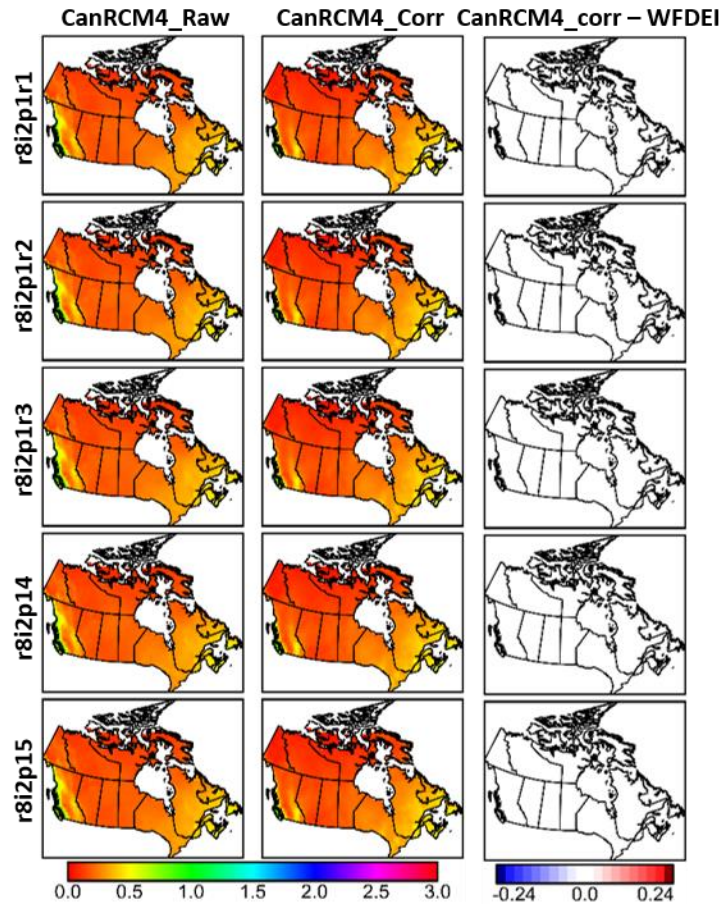 CanRCM4_Raw CanRCM4_Corr CanRCM4_corr – WFDEI
r8i2p1r1
r8i2p1r2
r8i2p1r3
r8i2p14
r8i2p15
0.0 0.5 1.0 1.5 2.0 2.5 3.0 -0.24 0.0 0.24